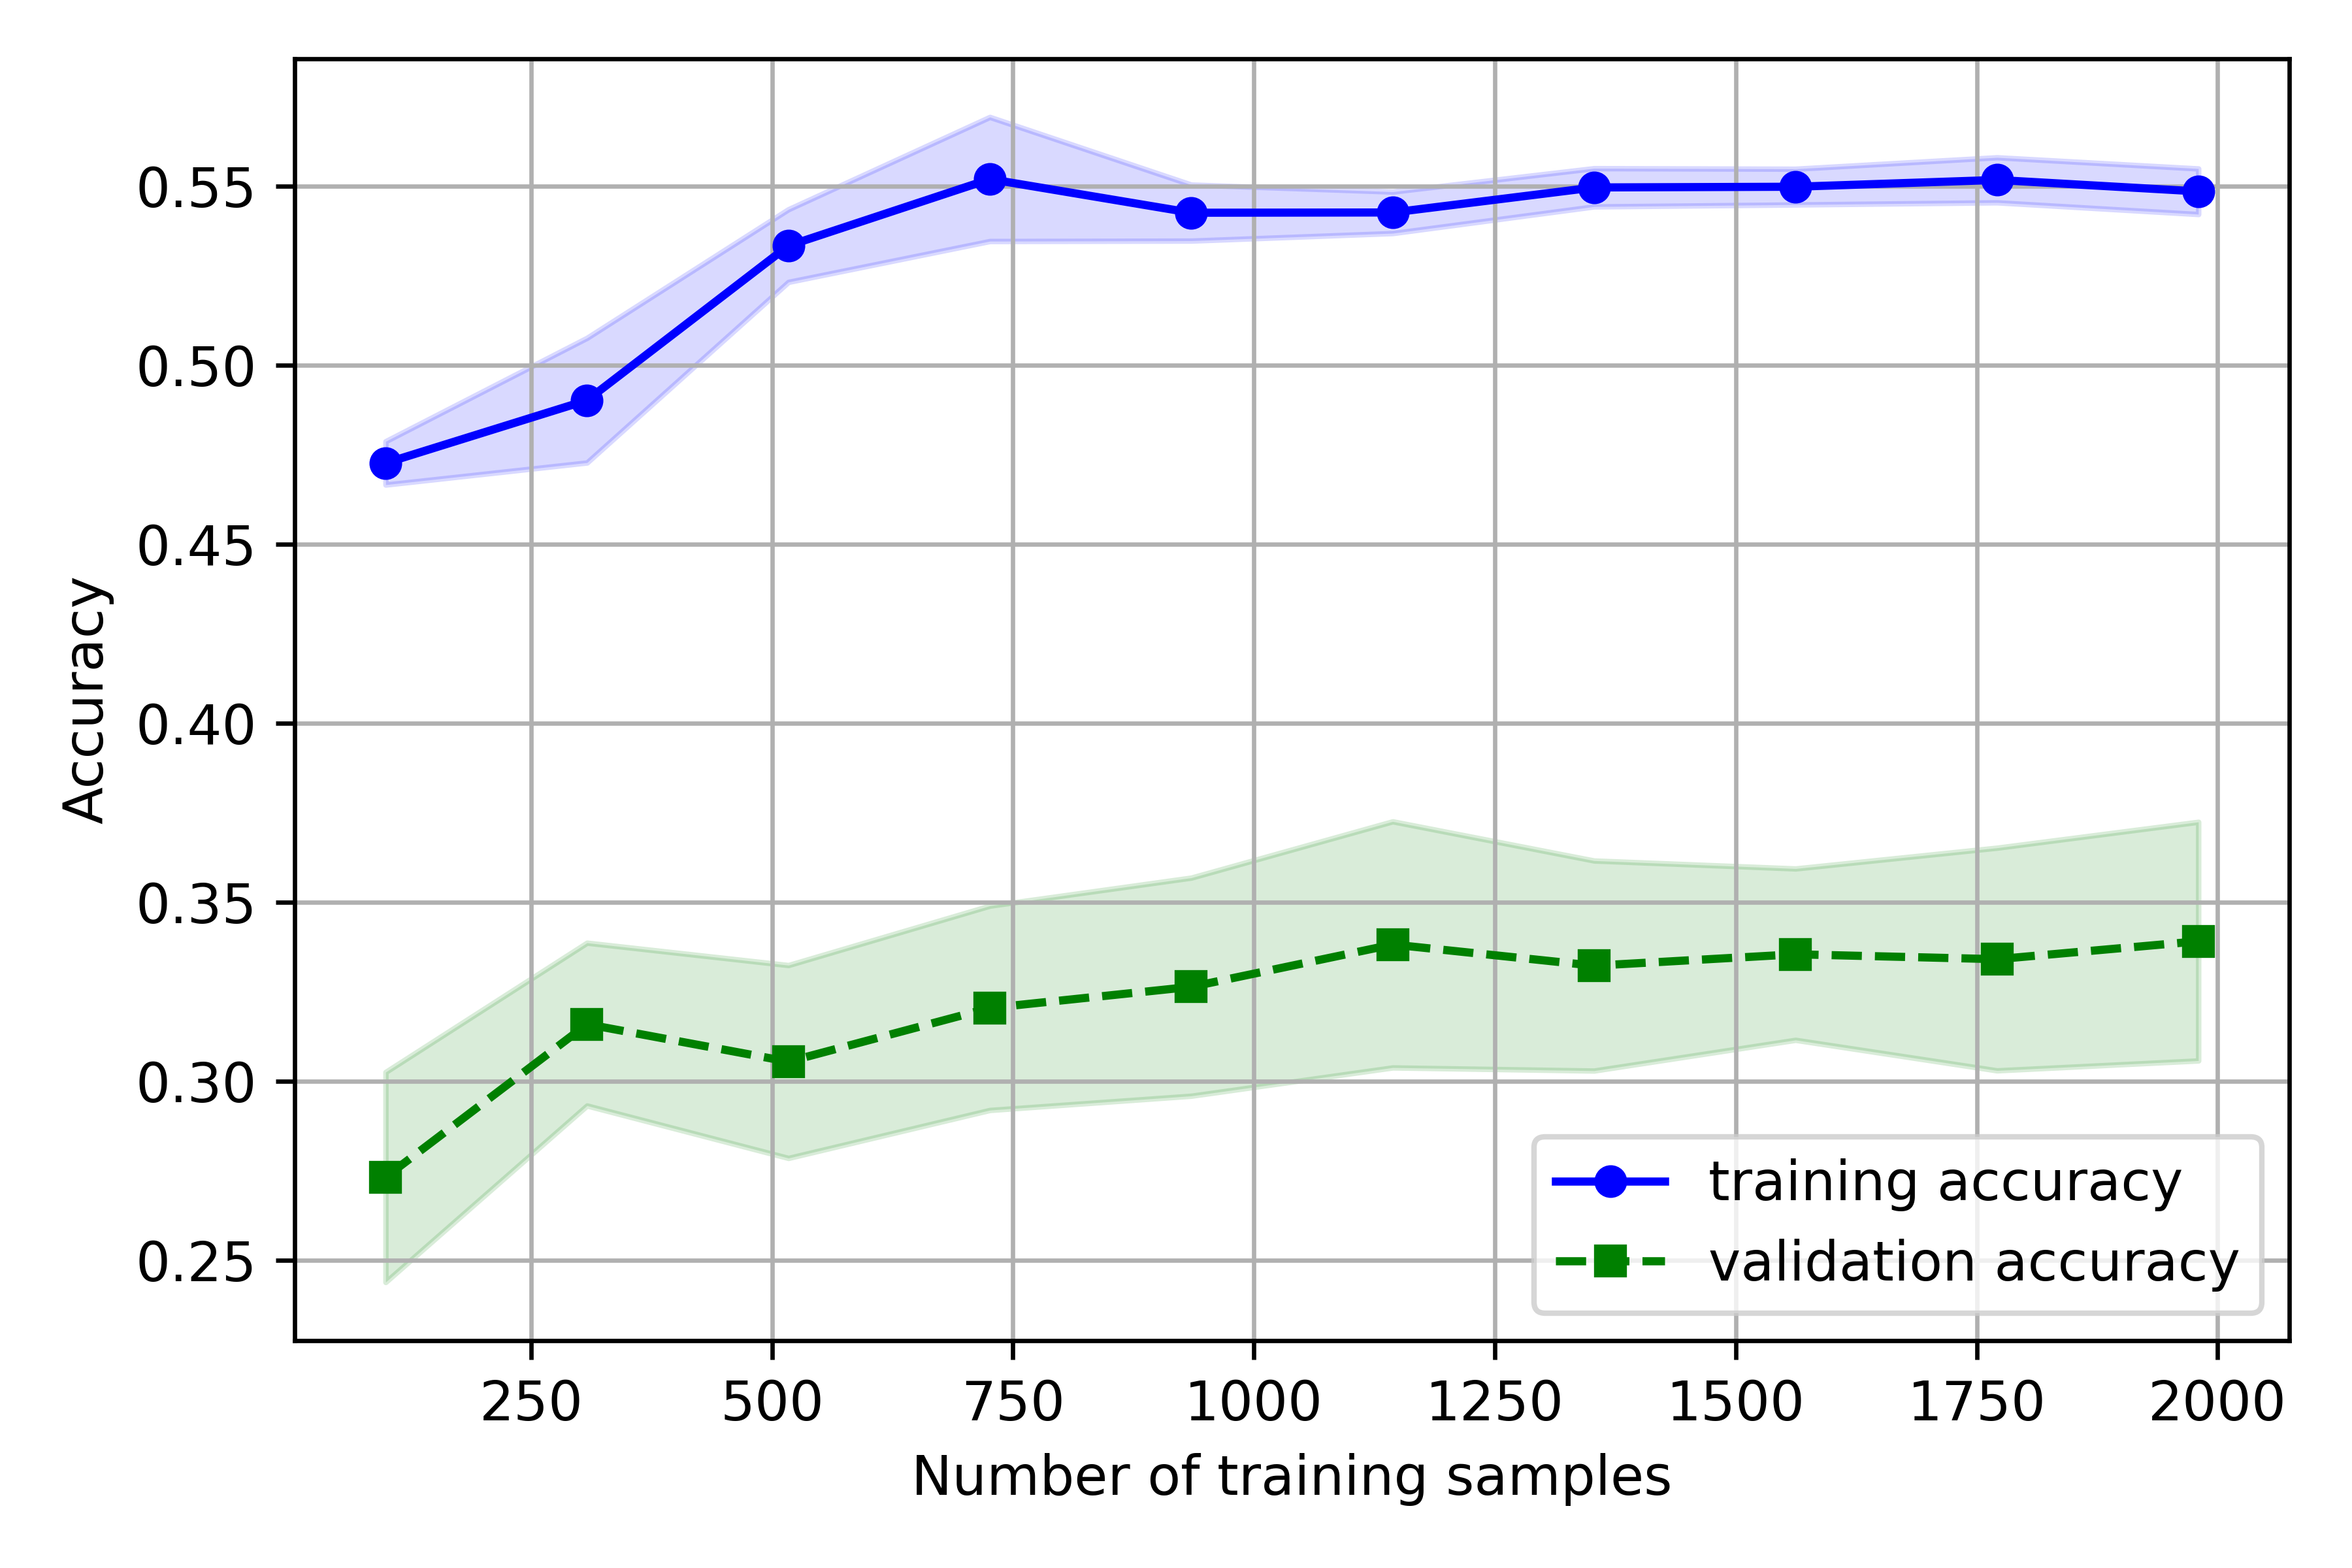 0.55
0.50
0.45
0.40
0.35
0.30
0.25
Accuracy
training accuracy
validation accuracy
250 500 750 1000 1250 1500 1750 2000
Number of training samples